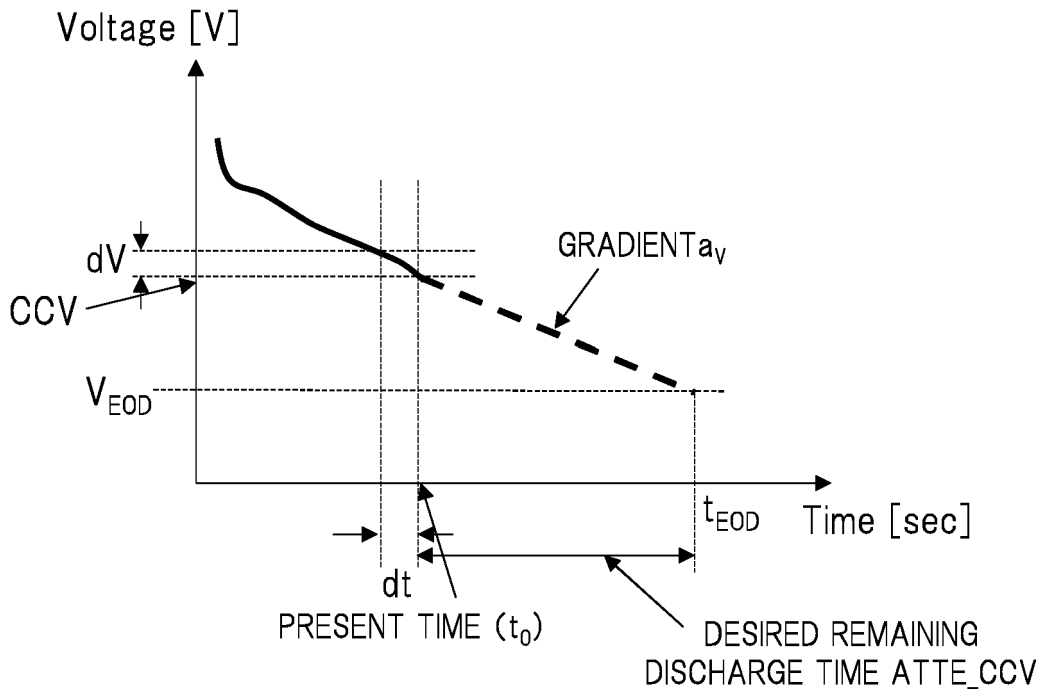 Voltage [V]
GRADIENTaV
dV
CCV
VEOD
tEOD
Time [sec]
dt
PRESENT TIME (t0)
DESIRED REMAINING
DISCHARGE TIME ATTE_CCV